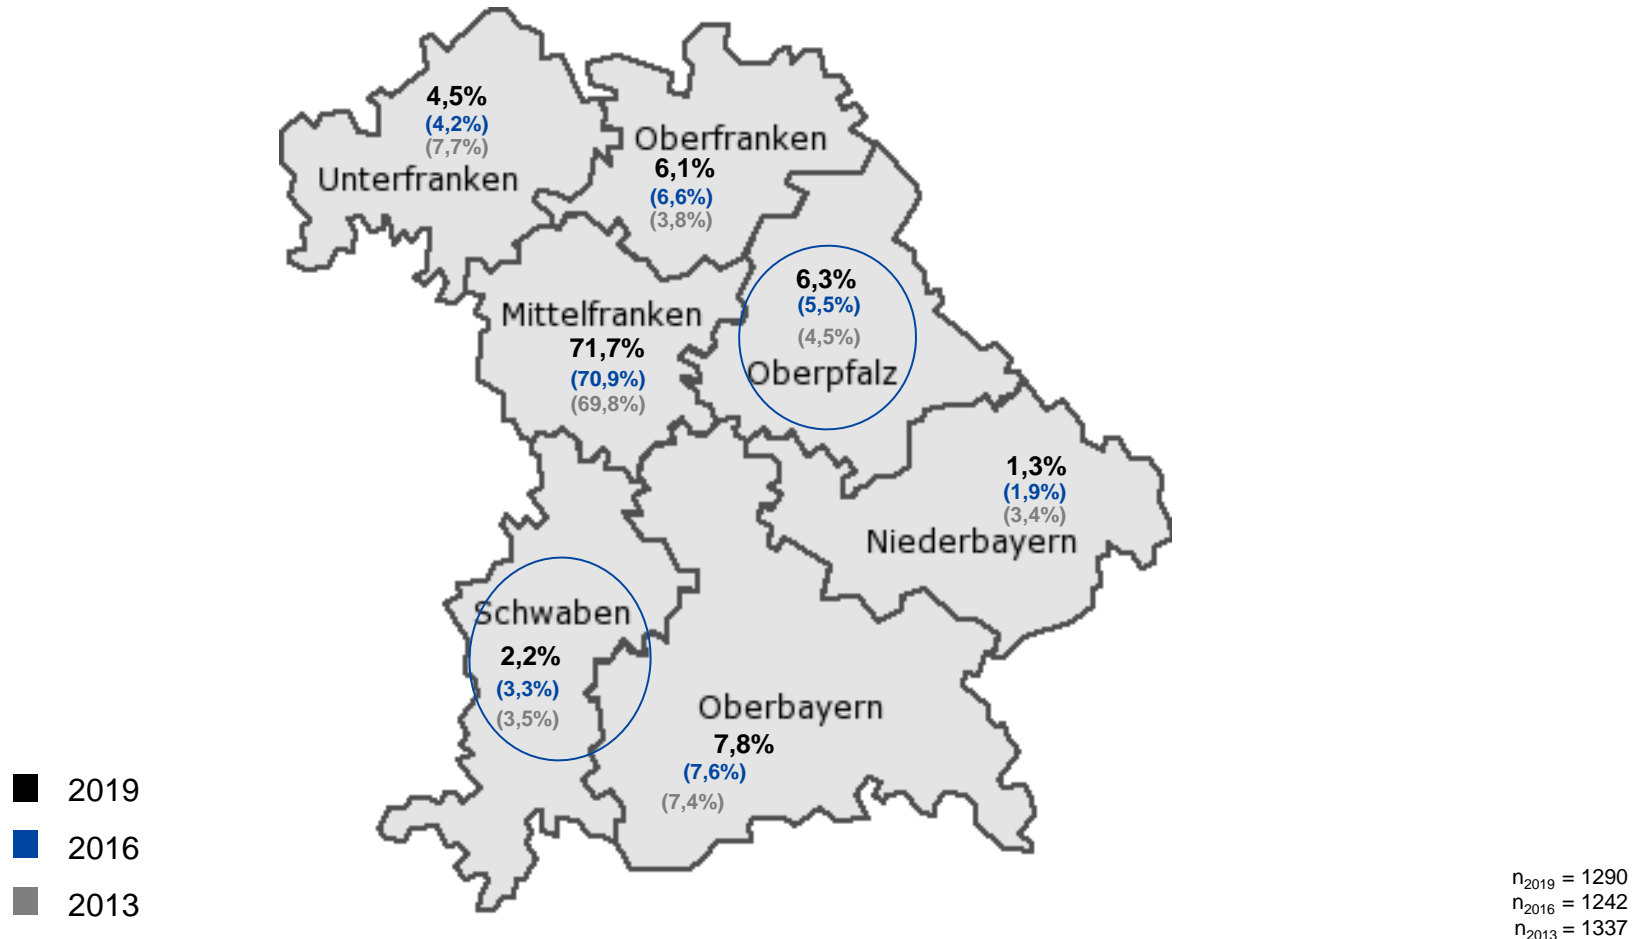 4,5%
(4,2%)
(7,7%)
Unterfranken
Oberfranken
6,1%
(6,6%)
(3,8%)
Mittelfranken
71,7%
(70,9%)
(69,8%)
6,3%
(5,5%)
(4,5%)
Oberpfalz
1,3%
(1,9%)
(3,4%)
Niederbayern
Schwaben
2,2%
(3,3%)
(3,5%)
Oberbayern
7,8%
(7,6%)
(7,4%)
2019
2016
2013
n2019 = 1290
n2016 = 1242
n2013 = 1337